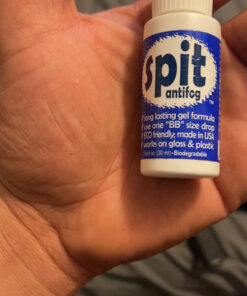 spit
antifog
™
long lasting gel formula
use one "BB" size drop
ECO friendly; made in USA
works on glass & plastic
(30 ml) • Biodegradable